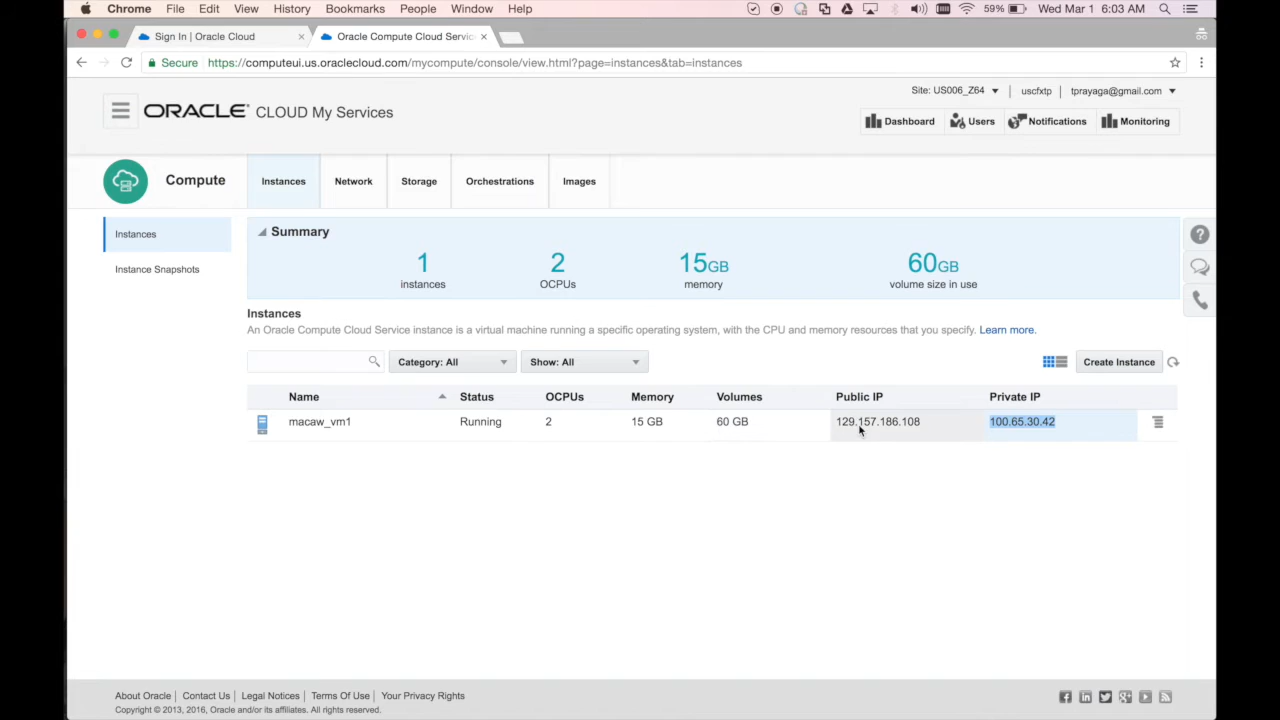 Chrome File Edit View History Bookmarks People Window Help 59% Wed Mar 1 6:03 AM
Sign In | Oracle Cloud × Oracle Compute Cloud Servic ×
Secure https://computeui.us.oraclecloud.com/mycompute/console/view.html?page=instances&tab=instances
Site: US006_Z64 uscfxtp tprayaga@gmail.com
ORACLE® CLOUD My Services
Dashboard Users Notifications Monitoring
Compute Instances Network Storage Orchestrations Images
Instances
Instance Snapshots
Summary
1 2 15GB 60GB
instances OCPUs memory volume size in use
Instances
An Oracle Compute Cloud Service instance is a virtual machine running a specific operating system, with the CPU and memory resources that you specify. Learn more.
Category: All Show: All Create Instance
Name Status OCPUs Memory Volumes Public IP Private IP
macaw_vm1 Running 2 15 GB 60 GB 129.157.186.108 100.65.30.42
About Oracle | Contact Us | Legal Notices | Terms Of Use | Your Privacy Rights
Copyright © 2013, 2016, Oracle and/or its affiliates. All rights reserved.